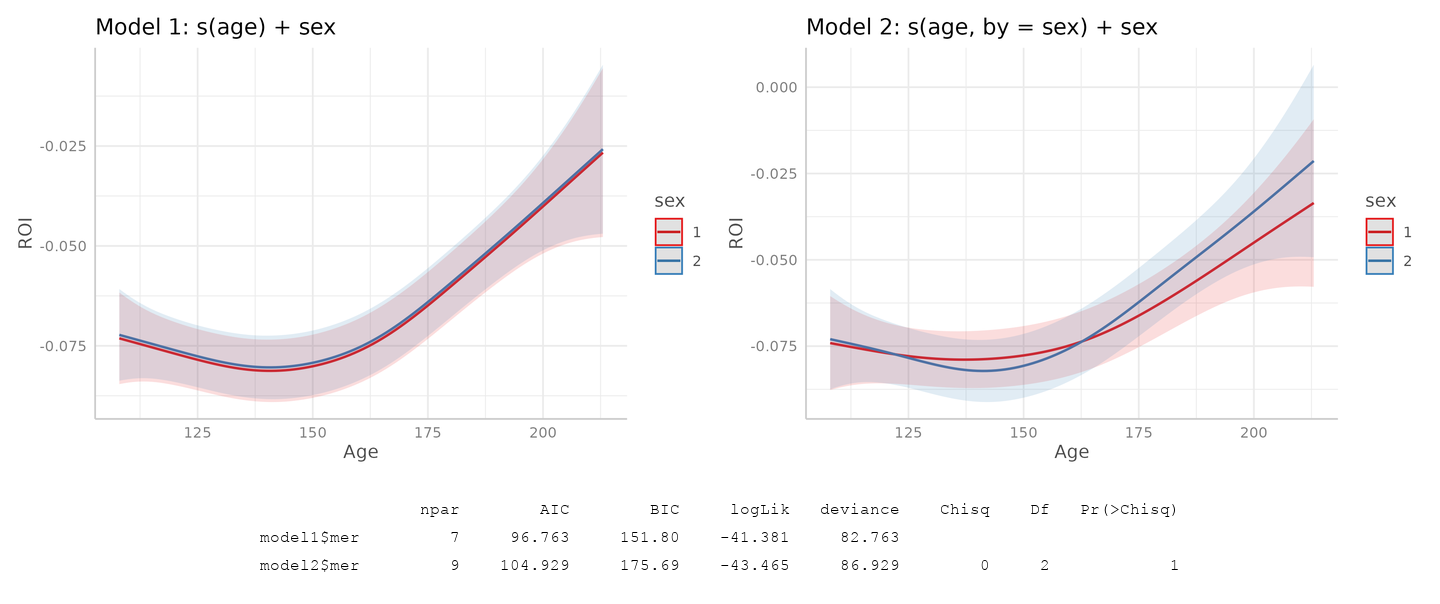 Model 1: s(age) + sex
-0.025
-0.050
-0.075
ROI
125 150 175 200
Age
sex
1
2
Model 2: s(age, by = sex) + sex
0.000
-0.025
-0.050
-0.075
ROI
125 150 175 200
Age
sex
1
2
npar AIC BIC logLik deviance Chisq Df Pr(>Chisq)
model1$mer 7 96.763 151.80 -41.381 82.763
model2$mer 9 104.929 175.69 -43.465 86.929 0 2 1